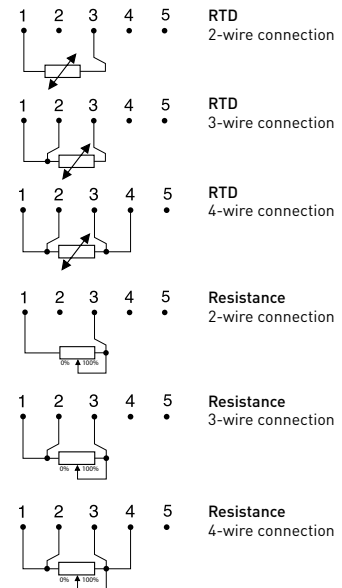 1 2 3 4 5
RTD
2-wire connection
1 2 3 4 5
RTD
3-wire connection
1 2 3 4 5
RTD
4-wire connection
1 2 3 4 5
Resistance
2-wire connection
0% 100%
1 2 3 4 5
Resistance
3-wire connection
0% 100%
1 2 3 4 5
Resistance
4-wire connection
0% 100%